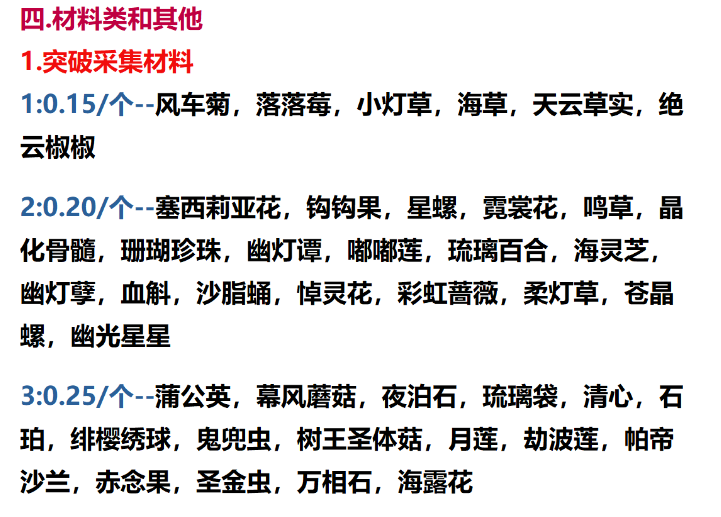 四.材料类和其他
1.突破采集材料
1:0.15/个--风车菊，落落莓，小灯草，海草，天云草实，绝
云椒椒
2:0.20/个--塞西莉亚花，钩钩果，星螺，霓裳花，鸣草，晶
化骨髓，珊瑚珍珠，幽灯谭，嘟嘟莲，琉璃百合，海灵芝，
幽灯孽，血斛，沙脂蛹，悼灵花，彩虹蔷薇，柔灯草，苍晶
螺，幽光星星
3:0.25/个--蒲公英，幕风蘑菇，夜泊石，琉璃袋，清心，石
珀，绯樱绣球，鬼兜虫，树王圣体菇，月莲，劫波莲，帕帝
沙兰，赤念果，圣金虫，万相石，海露花